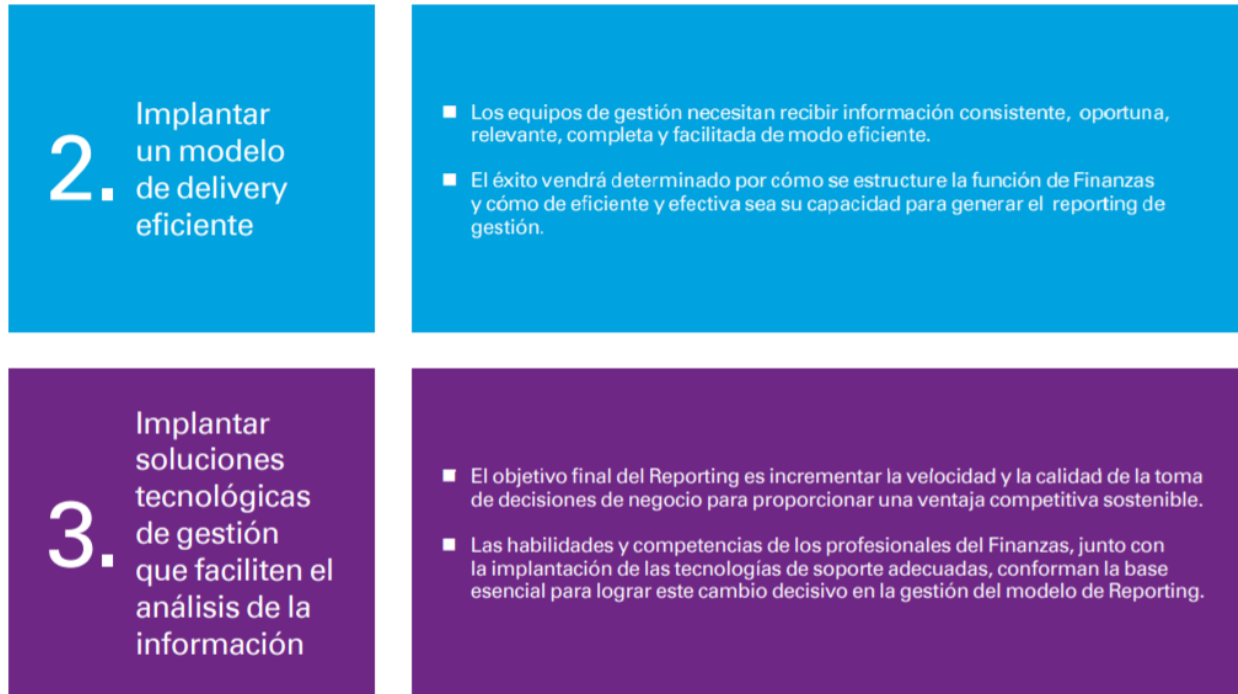 2.
Implantar
un modelo
de delivery
eficiente
■ Los equipos de gestión necesitan recibir información consistente, oportuna,
relevante, completa y facilitada de modo eficiente.
■ El éxito vendrá determinado por cómo se estructure la función de Finanzas
y cómo de eficiente y efectiva sea su capacidad para generar el reporting de
gestión.
3.
Implantar
soluciones
tecnológicas
de gestión
que faciliten el
análisis de la
información
■ El objetivo final del Reporting es incrementar la velocidad y la calidad de la toma
de decisiones de negocio para proporcionar una ventaja competitiva sostenible.
■ Las habilidades y competencias de los profesionales del Finanzas, junto con
la implantación de las tecnologías de soporte adecuadas, conforman la base
esencial para lograr este cambio decisivo en la gestión del modelo de Reporting.